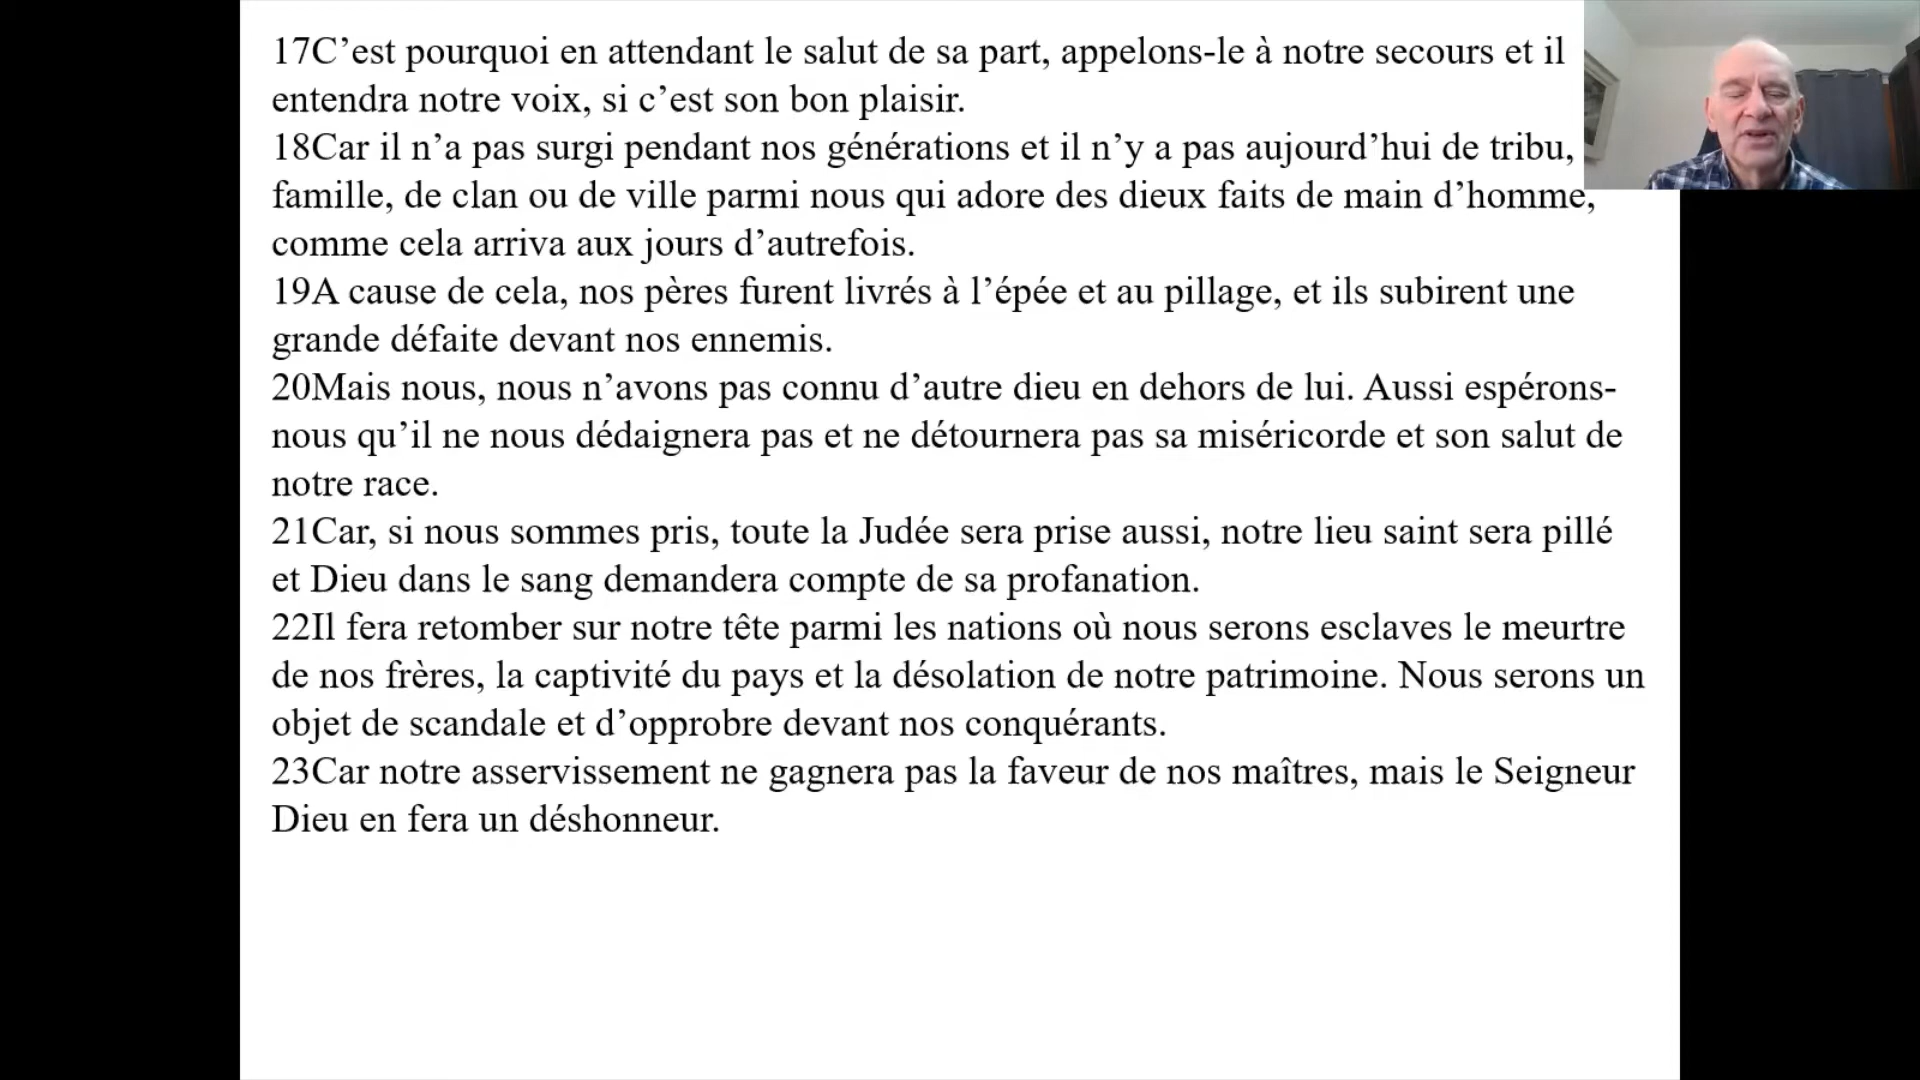 17C’est pourquoi en attendant le salut de sa part, appelons-le à notre secours et il
entendra notre voix, si c’est son bon plaisir.
18Car il n’a pas surgi pendant nos générations et il n’y a pas aujourd’hui de tribu,
famille, de clan ou de ville parmi nous qui adore des dieux faits de main d’homme,
comme cela arriva aux jours d’autrefois.
19A cause de cela, nos pères furent livrés à l’épée et au pillage, et ils subirent une
grande défaite devant nos ennemis.
20Mais nous, nous n’avons pas connu d’autre dieu en dehors de lui. Aussi espérons-
nous qu’il ne nous dédaignera pas et ne détournera pas sa miséricorde et son salut de
notre race.
21Car, si nous sommes pris, toute la Judée sera prise aussi, notre lieu saint sera pillé
et Dieu dans le sang demandera compte de sa profanation.
22Il fera retomber sur notre tête parmi les nations où nous serons esclaves le meurtre
de nos frères, la captivité du pays et la désolation de notre patrimoine. Nous serons un
objet de scandale et d’opprobre devant nos conquérants.
23Car notre asservissement ne gagnera pas la faveur de nos maîtres, mais le Seigneur
Dieu en fera un déshonneur.